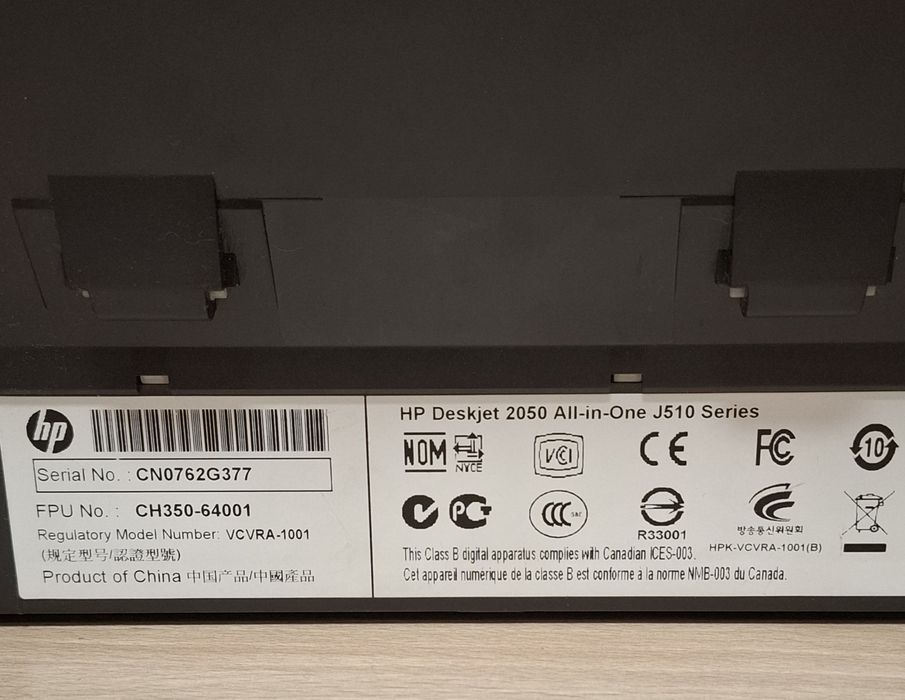 hp
Serial No. : CN0762G377
FPU No. : CH350-64001
Regulatory Model Number: VCVRA-1001
(规定型号/認證型號)
Product of China 中国产品/中國產品
HP Deskjet 2050 All-in-One J510 Series
NOM NYCE VCCI CE FC 10
PG CCC S&E R33001 방송통신위원회
HPK-VCVRA-1001(B)
This Class B digital apparatus complies with Canadian ICES-003.
Cet appareil numérique de la classe B est conforme à la norme NMB-003 du Canada.